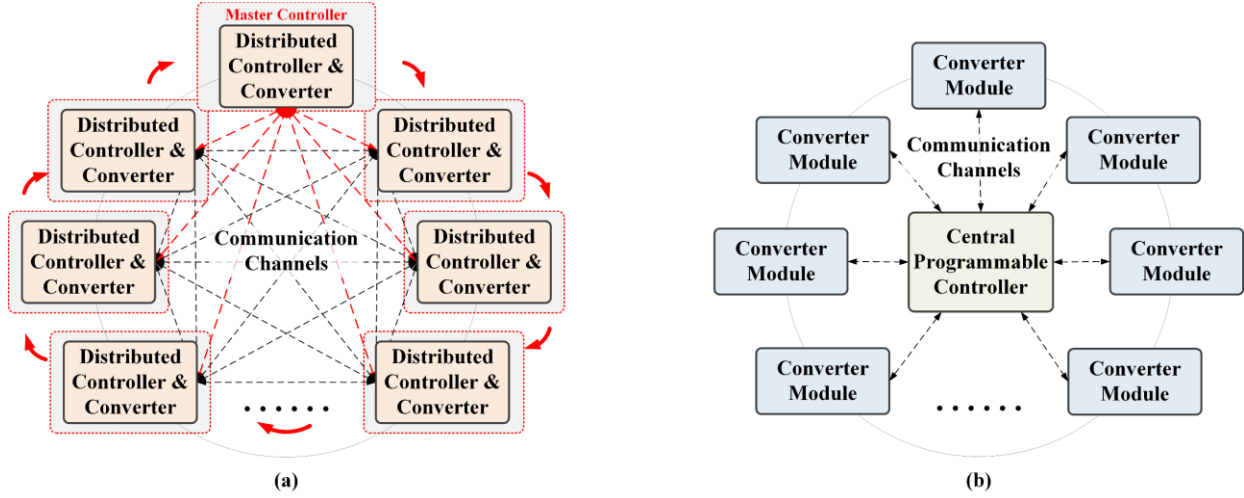 Master Controller
Distributed
Controller &
Converter
Distributed
Controller &
Converter
Distributed
Controller &
Converter
Distributed
Controller &
Converter
Communication
Channels
Distributed
Controller &
Converter
Distributed
Controller &
Converter
Distributed
Controller &
Converter
......
(a)
Converter
Module
Converter
Module
Communication
Channels
Converter
Module
Converter
Module
Central
Programmable
Controller
Converter
Module
Converter
Module
Converter
Module
......
(b)